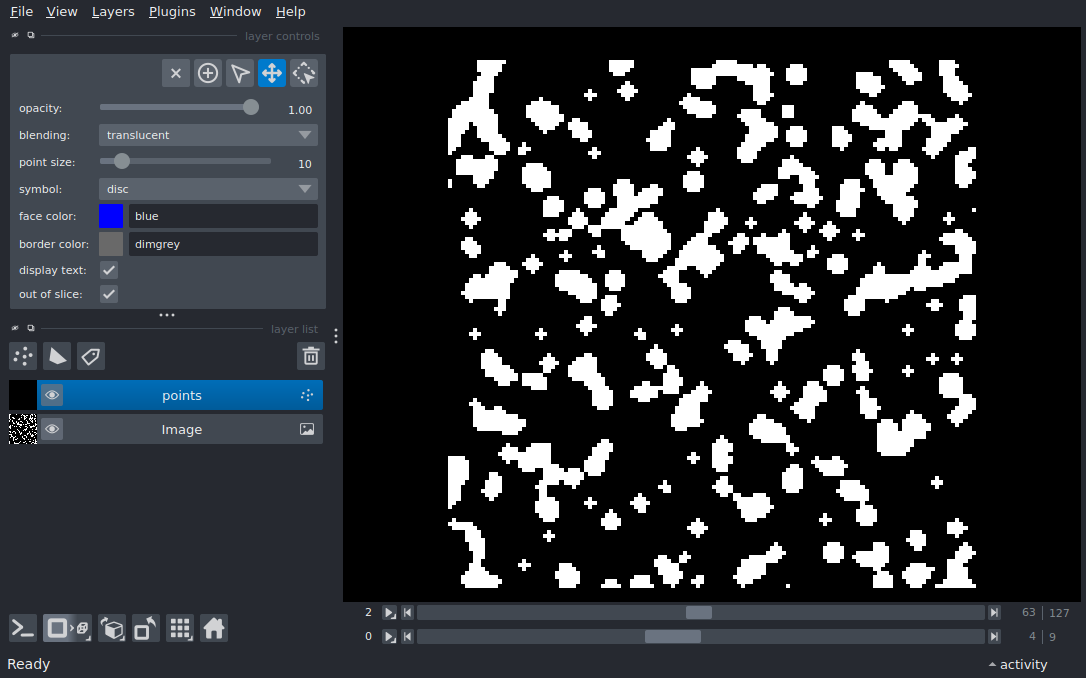 File View Layers Plugins Window Help
layer controls
opacity: 1.00
blending: translucent
point size: 10
symbol: disc
face color: blue
border color: dimgrey
display text:
out of slice:
layer list
points
Image
2 63 | 127
0 4 | 9
Ready activity